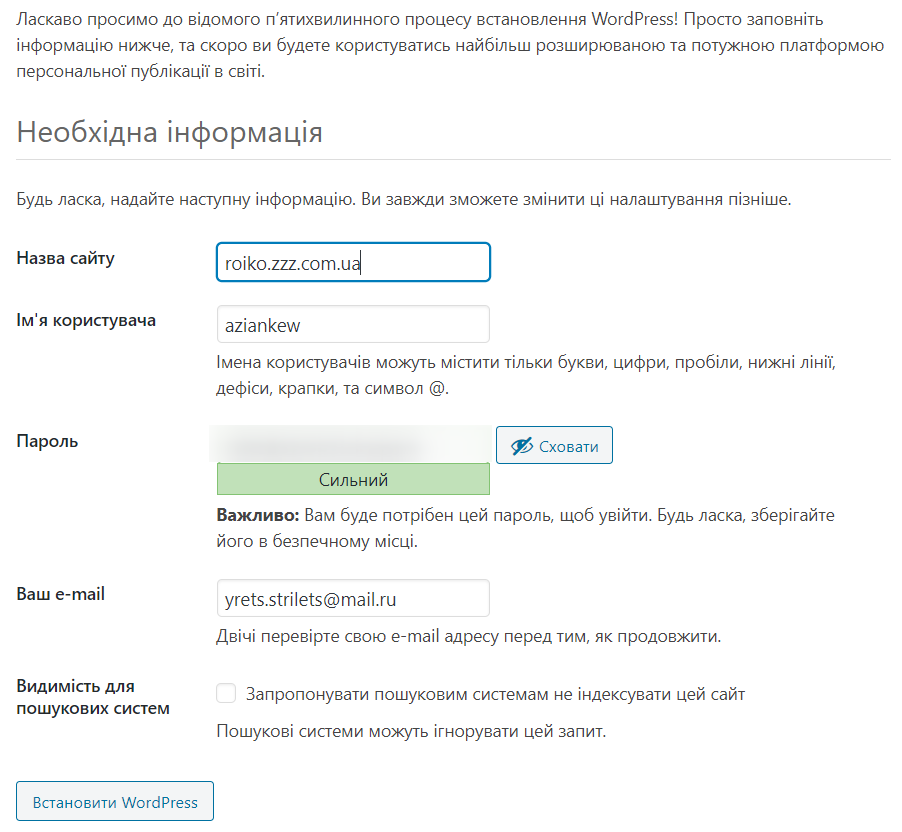 Ласкаво просимо до відомого п’ятихвилинного процесу встановлення WordPress! Просто заповніть
інформацію нижче, та скоро ви будете користуватись найбільш розширюваною та потужною платформою
персональної публікації в світі.
Необхідна інформація
Будь ласка, надайте наступну інформацію. Ви завжди зможете змінити ці налаштування пізніше.
Назва сайту
roiko.zzz.com.ua
Ім'я користувача
aziankew
Імена користувачів можуть містити тільки букви, цифри, пробіли, нижні лінії,
дефіси, крапки, та символ @.
Пароль
Сховати
Сильний
Важливо: Вам буде потрібен цей пароль, щоб увійти. Будь ласка, зберігайте
його в безпечному місці.
Ваш e-mail
yrets.strilets@mail.ru
Двічі перевірте свою e-mail адресу перед тим, як продовжити.
Видимість для
пошукових систем
Запропонувати пошуковим системам не індексувати цей сайт
Пошукові системи можуть ігнорувати цей запит.
Встановити WordPress